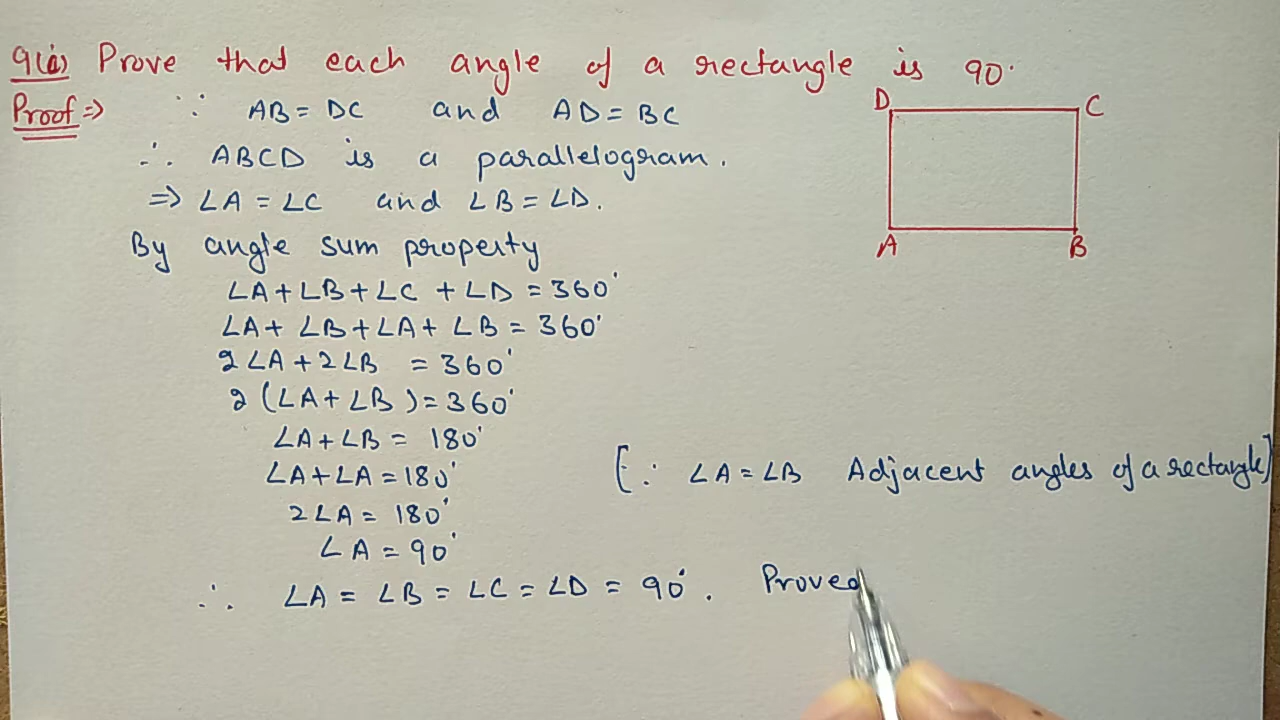 9(i) Prove that each angle of a rectangle is 90°
Proof ⇒ ∵ AB = DC and AD = BC
∴ ABCD is a parallelogram.
⇒ ∠A = ∠C and ∠B = ∠D.
By angle sum property
∠A + ∠B + ∠C + ∠D = 360°
∠A + ∠B + ∠A + ∠B = 360°
2∠A + 2∠B = 360°
2 (∠A + ∠B) = 360°
∠A + ∠B = 180°
∠A + ∠A = 180° [∵ ∠A = ∠B Adjacent angles of a rectangle]
2∠A = 180°
∠A = 90°
∴ ∠A = ∠B = ∠C = ∠D = 90°. Proved
D C
A B